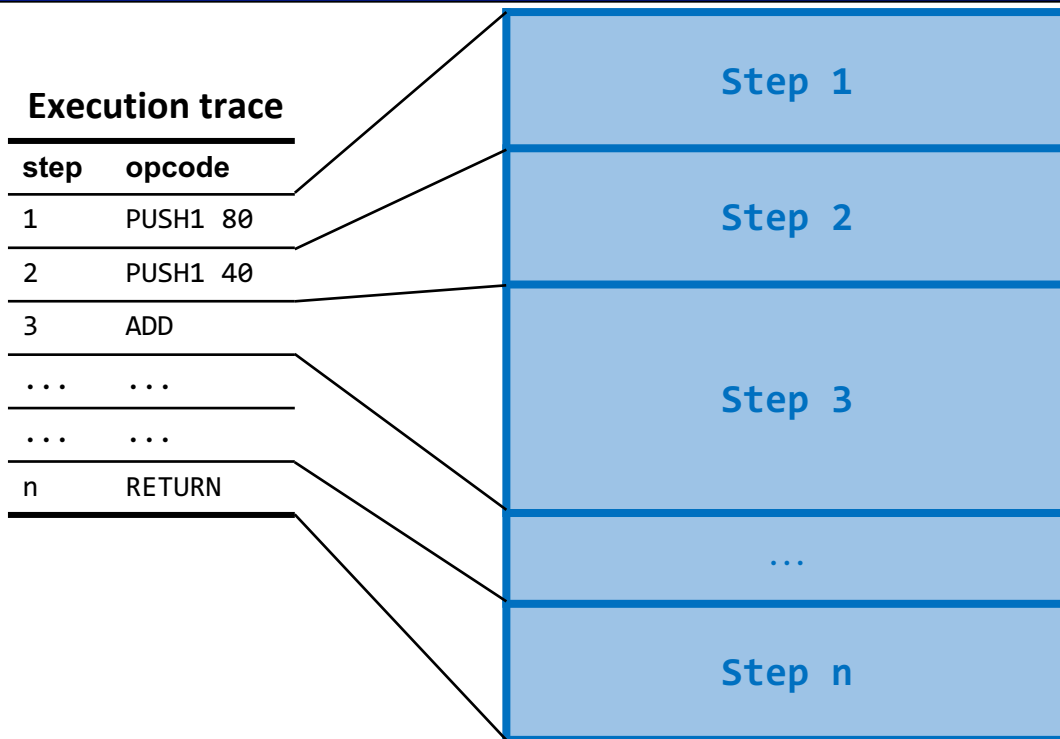 Execution trace
step opcode
1 PUSH1 80
2 PUSH1 40
3 ADD
... ...
... ...
n RETURN
Step 1
Step 2
Step 3
...
Step n